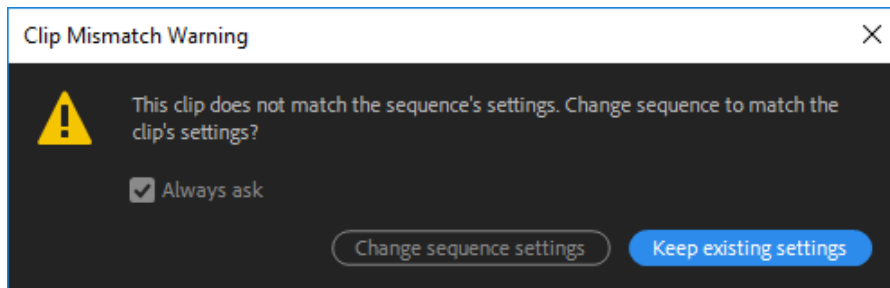 Clip Mismatch Warning
This clip does not match the sequence's settings. Change sequence to match the
clip's settings?
Always ask
Change sequence settings
Keep existing settings